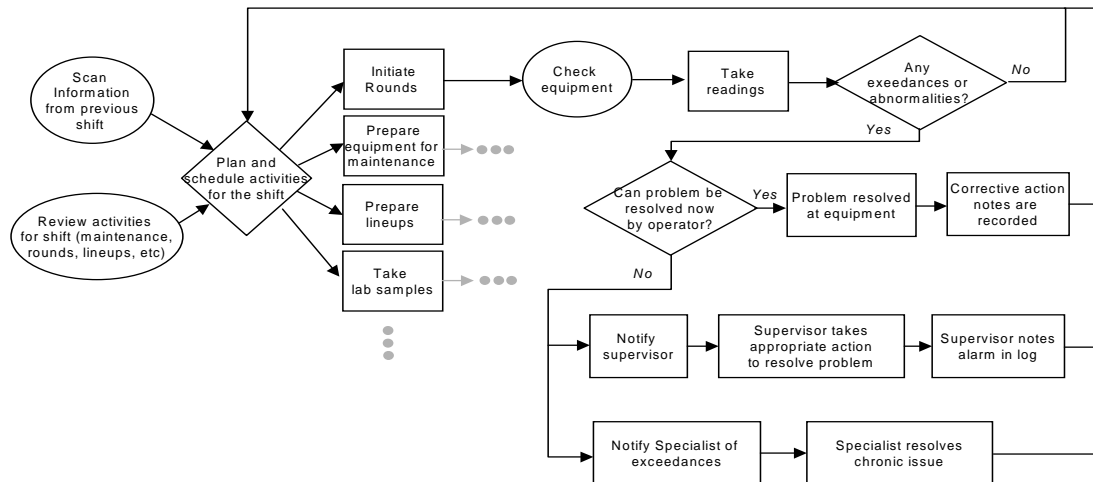 Scan
Information
from previous
shift
Review activities
for shift (maintenance,
rounds, lineups, etc)
Plan and
schedule activities
for the shift
Initiate
Rounds
Prepare
equipment for
maintenance
Prepare
lineups
Take
lab samples
Check
equipment
Take
readings
Any
exeedances or
abnormalities?
No
Yes
Can problem be
resolved now
by operator?
Yes
Problem resolved
at equipment
Corrective action
notes are
recorded
No
Notify
supervisor
Supervisor takes
appropriate action
to resolve problem
Supervisor notes
alarm in log
Notify Specialist of
exceedances
Specialist resolves
chronic issue